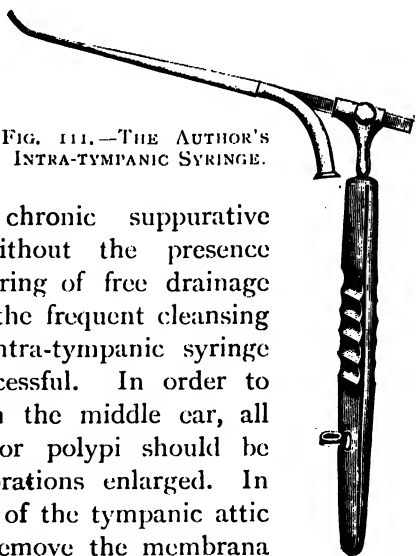 FIG. 111.—THE AUTHOR'S
INTRA-TYMPANIC SYRINGE.
chronic suppurative
ithout the presence
ring of free drainage
the frequent cleansing
ntra-tympanic syringe
cessful. In order to
the middle ear, all
or polypi should be
rations enlarged. In
of the tympanic attic
emove the membrana